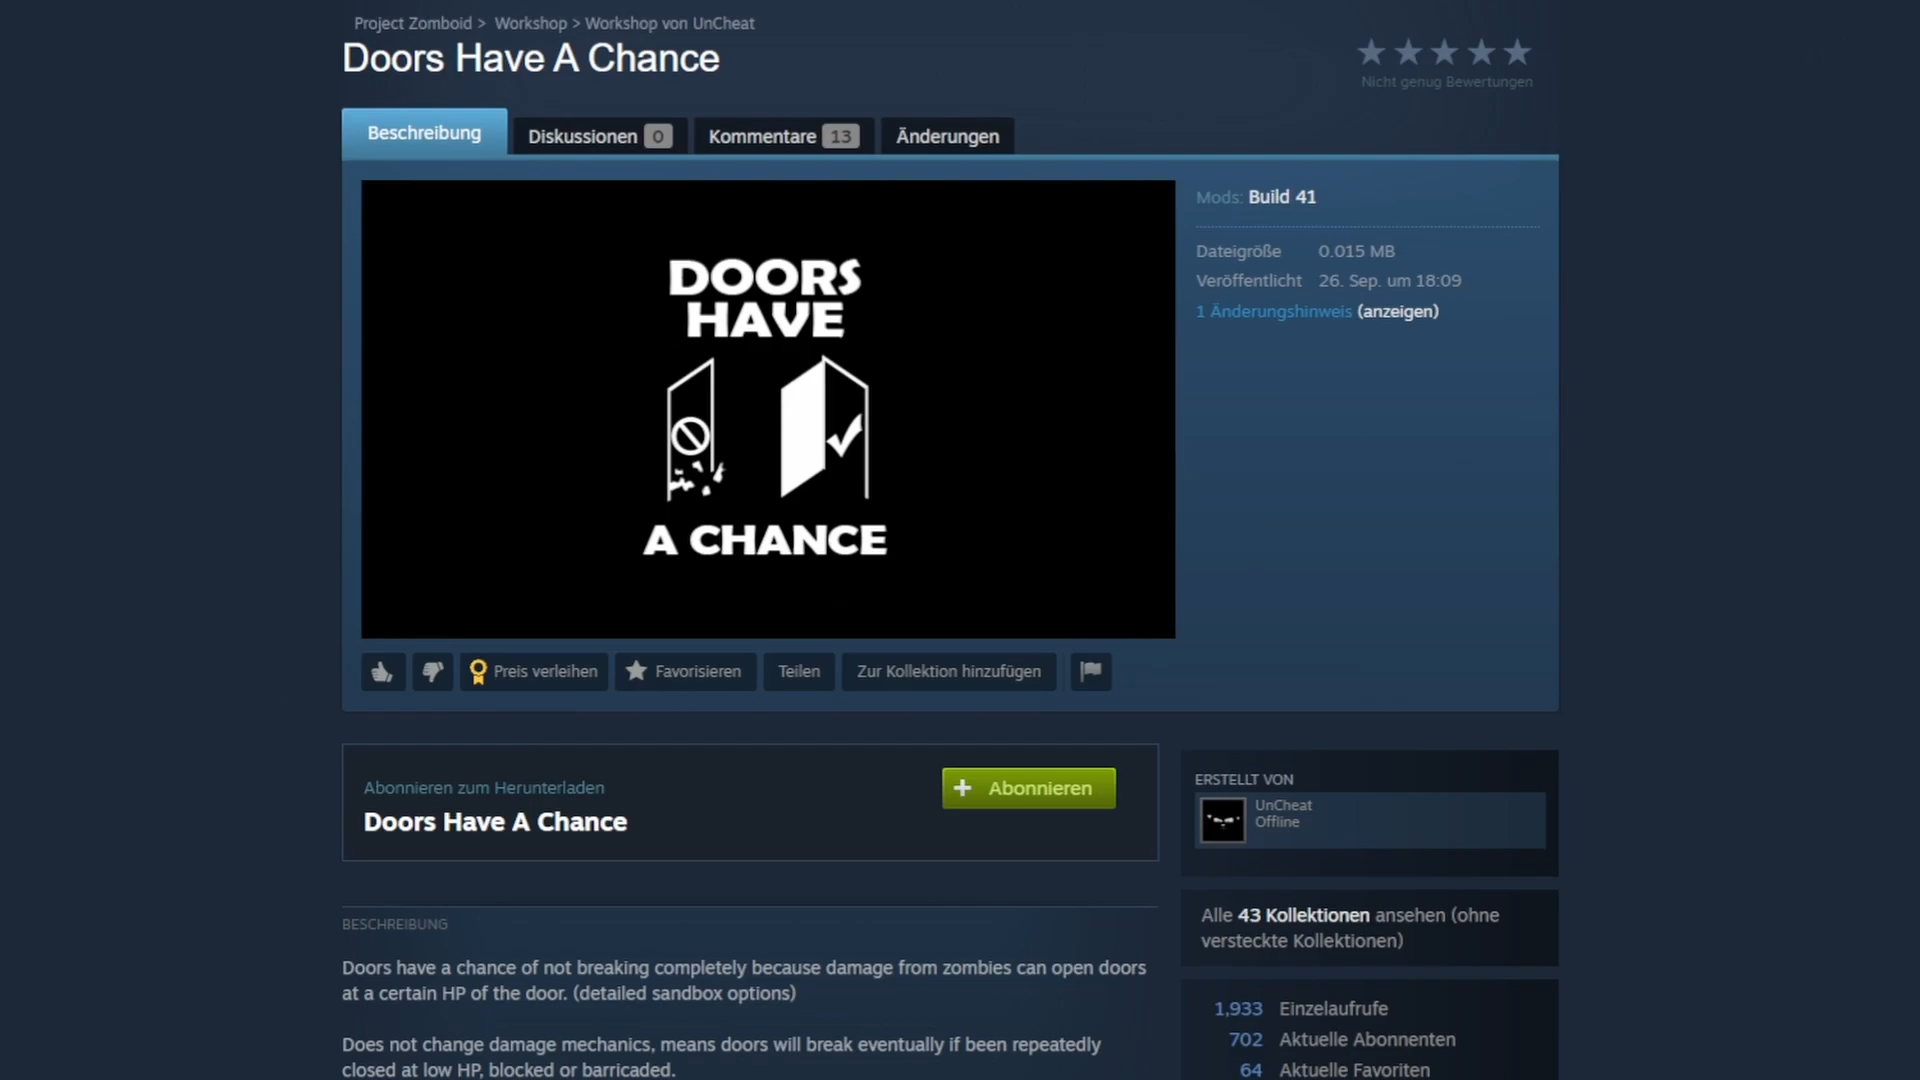 Project Zomboid > Workshop > Workshop von UnCheat
Doors Have A Chance
Nicht genug Bewertungen
Beschreibung
Diskussionen 0
Kommentare 13
Änderungen
DOORS
HAVE
A CHANCE
Mods: Build 41
Dateigröße 0.015 MB
Veröffentlicht 26. Sep. um 18:09
1 Änderungshinweis (anzeigen)
Preis verleihen
Favorisieren
Teilen
Zur Kollektion hinzufügen
Abonnieren zum Herunterladen
Doors Have A Chance
+ Abonnieren
ERSTELLT VON
UnCheat
Offline
Alle 43 Kollektionen ansehen (ohne
versteckte Kollektionen)
BESCHREIBUNG
Doors have a chance of not breaking completely because damage from zombies can open doors
at a certain HP of the door. (detailed sandbox options)
Does not change damage mechanics, means doors will break eventually if been repeatedly
closed at low HP, blocked or barricaded.
1,933 Einzelaufrufe
702 Aktuelle Abonnenten
64 Aktuelle Favoriten